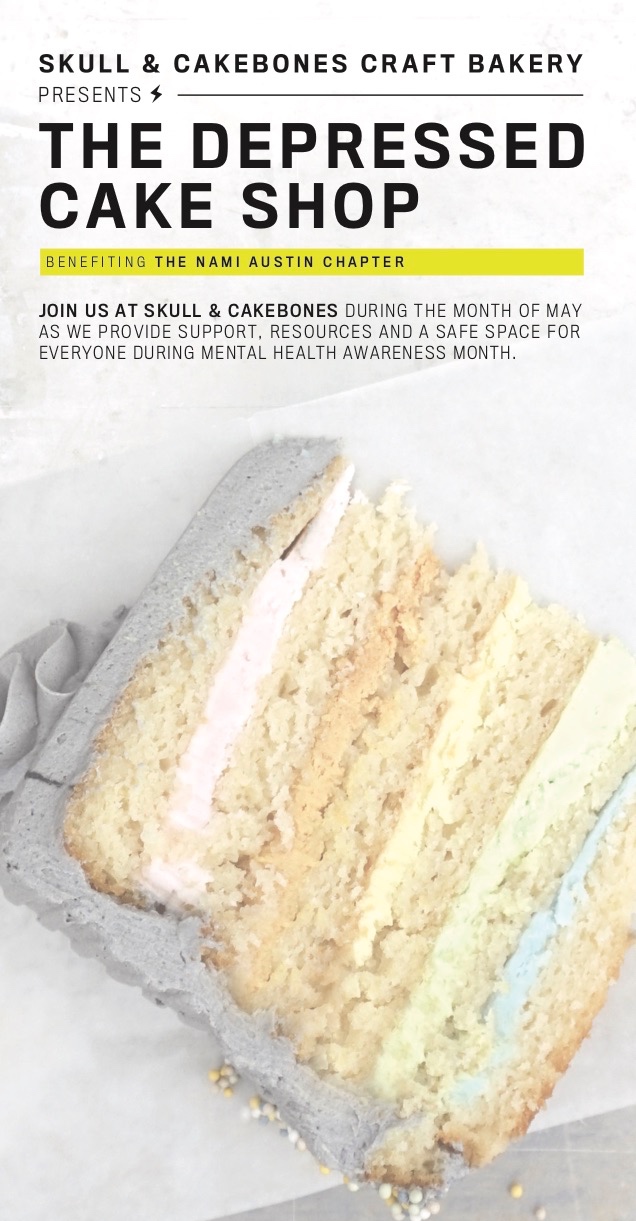 SKULL & CAKEBONES CRAFT BAKERY
PRESENTS
THE DEPRESSED
CAKE SHOP
BENEFITING THE NAMI AUSTIN CHAPTER
JOIN US AT SKULL & CAKEBONES DURING THE MONTH OF MAY
AS WE PROVIDE SUPPORT, RESOURCES AND A SAFE SPACE FOR
EVERYONE DURING MENTAL HEALTH AWARENESS MONTH.